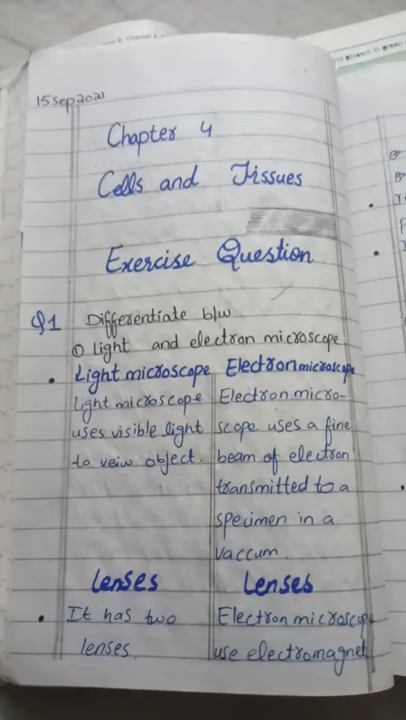 15 Sep 2021
Chapter 4
Cells and Tissues
Exercise Question
Q1 Differentiate b/w
① light and electron microscope
• Light microscope Electron microscope
Light microscope Electron micro-
uses visible light scope uses a fine
to veiw object. beam of electron
transmitted to a
specimen in a
vaccum.
Lenses Lenses
• It has two Electron microscope
lenses. use electromagnet